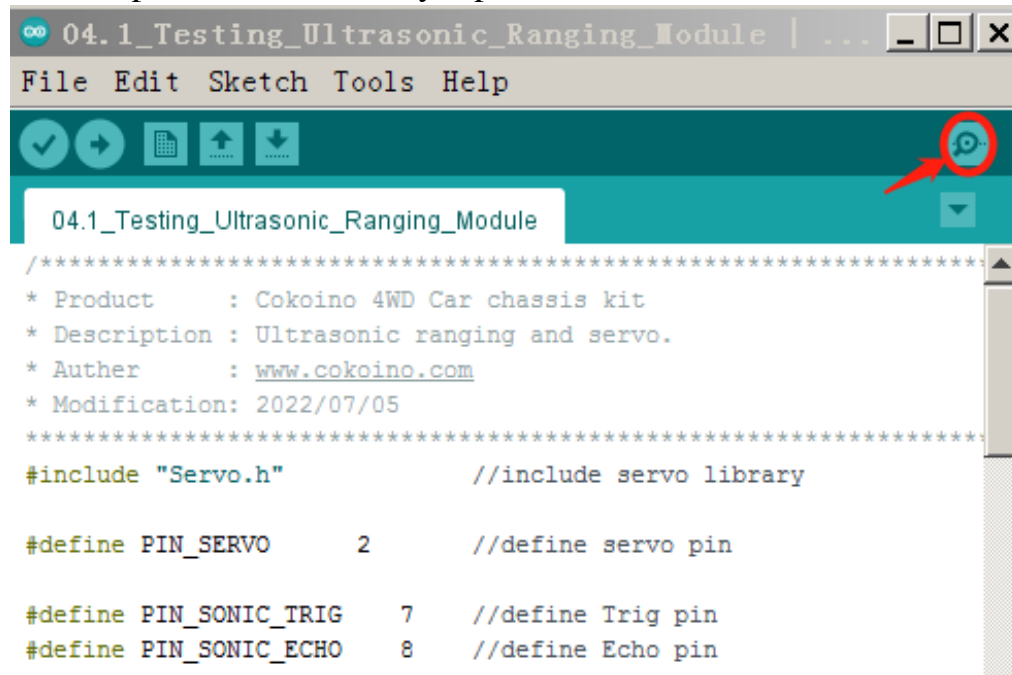 04.1_Testing_Ultrasonic_Ranging_Module | ...
File Edit Sketch Tools Help
04.1_Testing_Ultrasonic_Ranging_Module
/******************************************************************
* Product : Cokoino 4WD Car chassis kit
* Description : Ultrasonic ranging and servo.
* Auther : www.cokoino.com
* Modification: 2022/07/05
*******************************************************************
#include "Servo.h" //include servo library
#define PIN_SERVO 2 //define servo pin
#define PIN_SONIC_TRIG 7 //define Trig pin
#define PIN_SONIC_ECHO 8 //define Echo pin